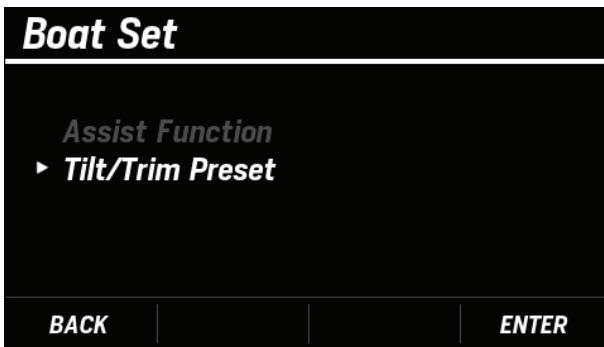 Boat Set
Assist Function
Tilt/Trim Preset
BACK
ENTER